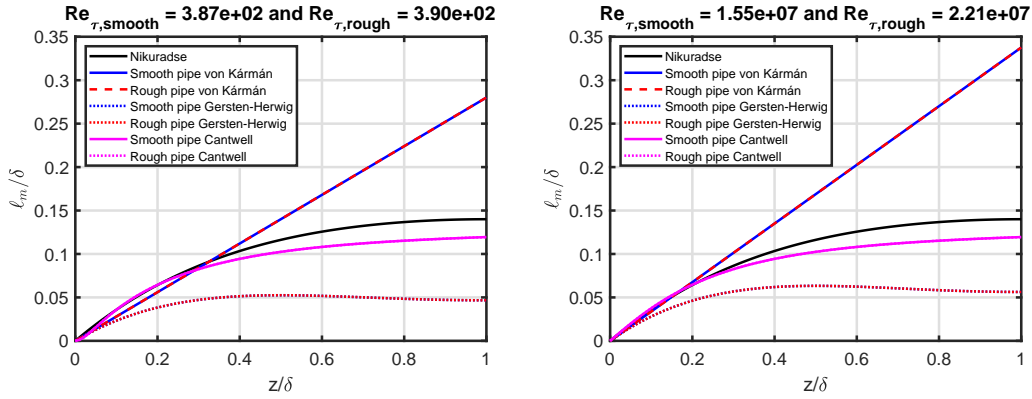 Re τ,smooth = 3.87e+02 and Re τ,rough = 3.90e+02
0.35
0.3
0.25
0.2
0.15
0.1
0.05
0
ℓm/δ
Nikuradse
Smooth pipe von Kármán
Rough pipe von Kármán
Smooth pipe Gersten-Herwig
Rough pipe Gersten-Herwig
Smooth pipe Cantwell
Rough pipe Cantwell
0 0.2 0.4 0.6 0.8 1
z/δ
Re τ,smooth = 1.55e+07 and Re τ,rough = 2.21e+07
0.35
0.3
0.25
0.2
0.15
0.1
0.05
0
ℓm/δ
Nikuradse
Smooth pipe von Kármán
Rough pipe von Kármán
Smooth pipe Gersten-Herwig
Rough pipe Gersten-Herwig
Smooth pipe Cantwell
Rough pipe Cantwell
0 0.2 0.4 0.6 0.8 1
z/δ